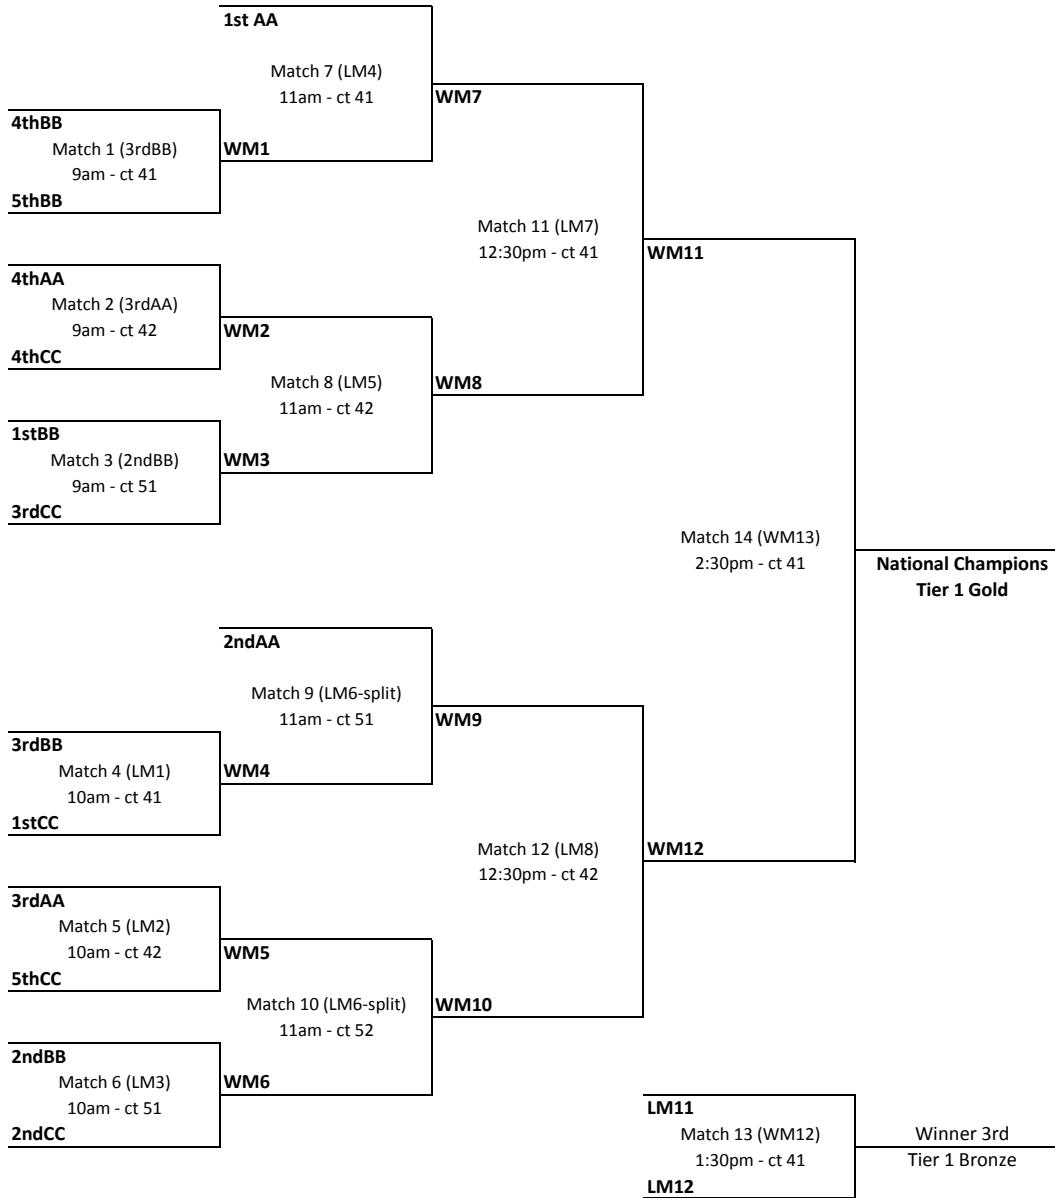 1st AA
Match 7 (LM4)
11am - ct 41
WM7
4thBB
Match 1 (3rdBB)
9am - ct 41
WM1
5thBB
Match 11 (LM7)
12:30pm - ct 41
WM11
4thAA
Match 2 (3rdAA)
9am - ct 42
WM2
4thCC
Match 8 (LM5)
11am - ct 42
WM8
1stBB
Match 3 (2ndBB)
9am - ct 51
WM3
3rdCC
Match 14 (WM13)
2:30pm - ct 41
National Champions
Tier 1 Gold
2ndAA
Match 9 (LM6-split)
11am - ct 51
WM9
3rdBB
Match 4 (LM1)
10am - ct 41
WM4
1stCC
Match 12 (LM8)
12:30pm - ct 42
WM12
3rdAA
Match 5 (LM2)
10am - ct 42
WM5
5thCC
Match 10 (LM6-split)
11am - ct 52
WM10
2ndBB
Match 6 (LM3)
10am - ct 51
WM6
2ndCC
LM11
Match 13 (WM12)
1:30pm - ct 41
LM12
Winner 3rd
Tier 1 Bronze